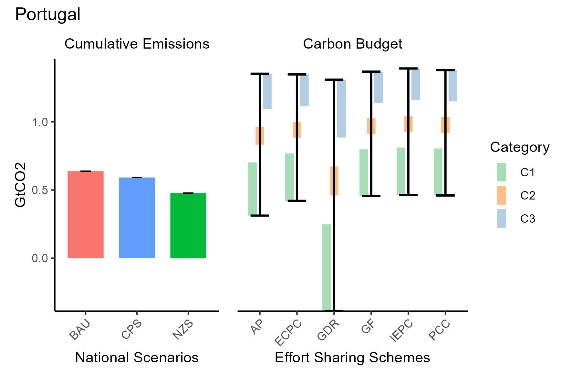 Portugal
Cumulative Emissions
Carbon Budget
GtCO2
1.0
0.5
0.0
BAU
CPS
NZS
National Scenarios
AP
ECPC
GDR
GF
IEPC
PCC
Effort Sharing Schemes
Category
C1
C2
C3